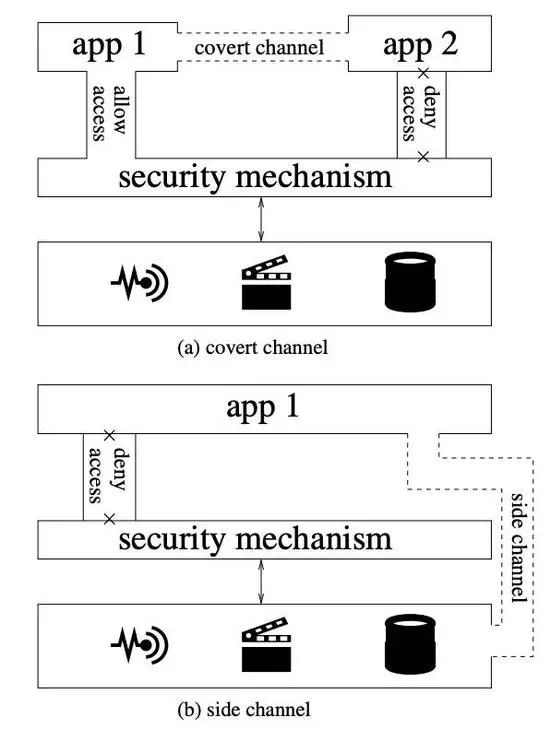 app 1
covert channel
app 2
allow
access
deny
access
security mechanism
(a) covert channel
app 1
deny
access
side channel
security mechanism
(b) side channel